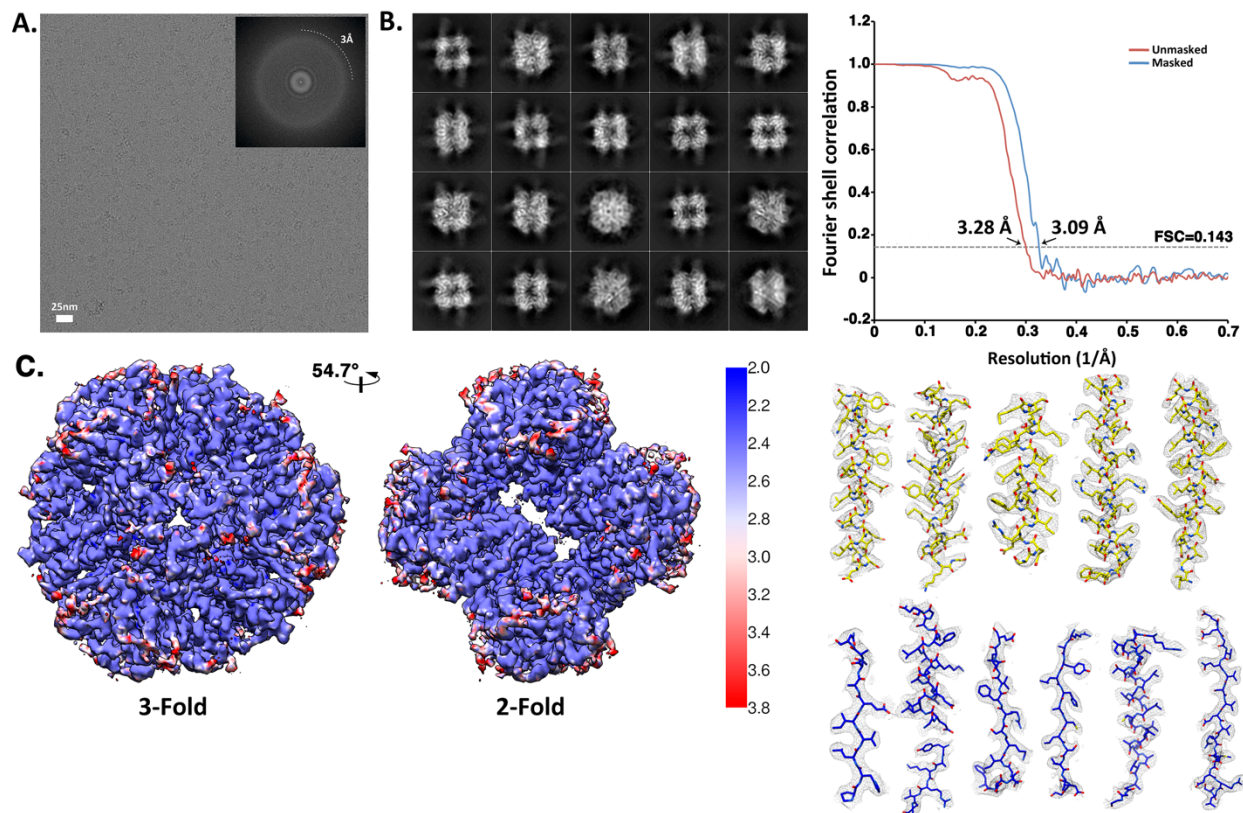 A.
3Å
25nm
B.
Unmasked
Masked
Fourier shell correlation
1.2
1.0
0.8
0.6
0.4
0.2
0
-0.2
3.28 Å
3.09 Å
FSC=0.143
0
0.1
0.2
0.3
0.4
0.5
0.6
0.7
Resolution (1/Å)
C.
54.7°
3-Fold
2-Fold
2.0
2.2
2.4
2.6
2.8
3.0
3.2
3.4
3.6
3.8